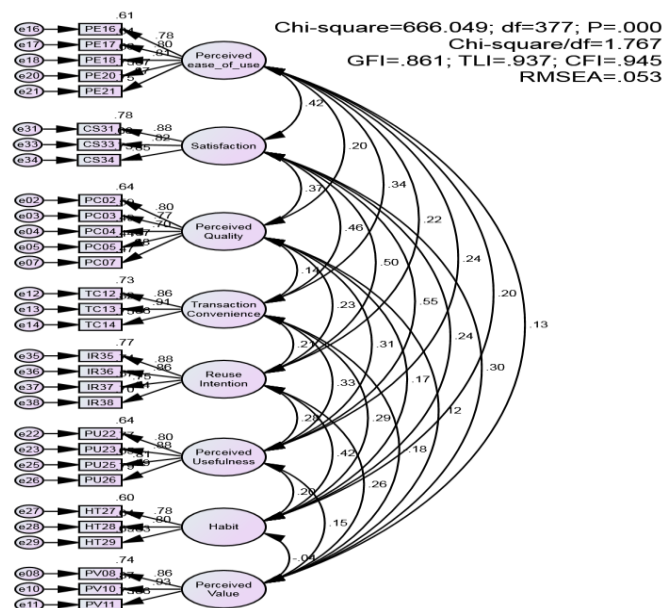 Chi-square=666.049; df=377; P=.000
Chi-square/df=1.767
GFI=.861; TLI=.937; CFI=.945
RMSEA=.053
.61
e16 PE16 .78
e17 PE17 .80
e18 PE18 .81
e20 PE20
e21 PE21
Perceived
ease_of_use
.78
e31 CS31 .88
e33 CS33 .82
e34 CS34
Satisfaction
.64
e02 PC02 .80
e03 PC03 .77
e04 PC04 .70
e05 PC05
e07 PC07
Perceived
Quality
.73
e12 TC12 .86
e13 TC13 .91
e14 TC14
Transaction
Convenience
.77
e35 IR35 .88
e36 IR36 .86
e37 IR37
e38 IR38
Reuse
Intention
.64
e22 PU22 .80
e23 PU23 .88
e25 PU25
e26 PU26
Perceived
Usefulness
.60
e27 HT27 .78
e28 HT28 .80
e29 HT29
Habit
.74
e08 PV08 .86
e10 PV10 .93
e11 PV11
Perceived
Value
.42
.20
.34
.22
.24
.20
.13
.37
.46
.50
.55
.24
.30
.14
.23
.31
.17
.12
.21
.33
.29
.18
.42
.26
.20
.15
-.04